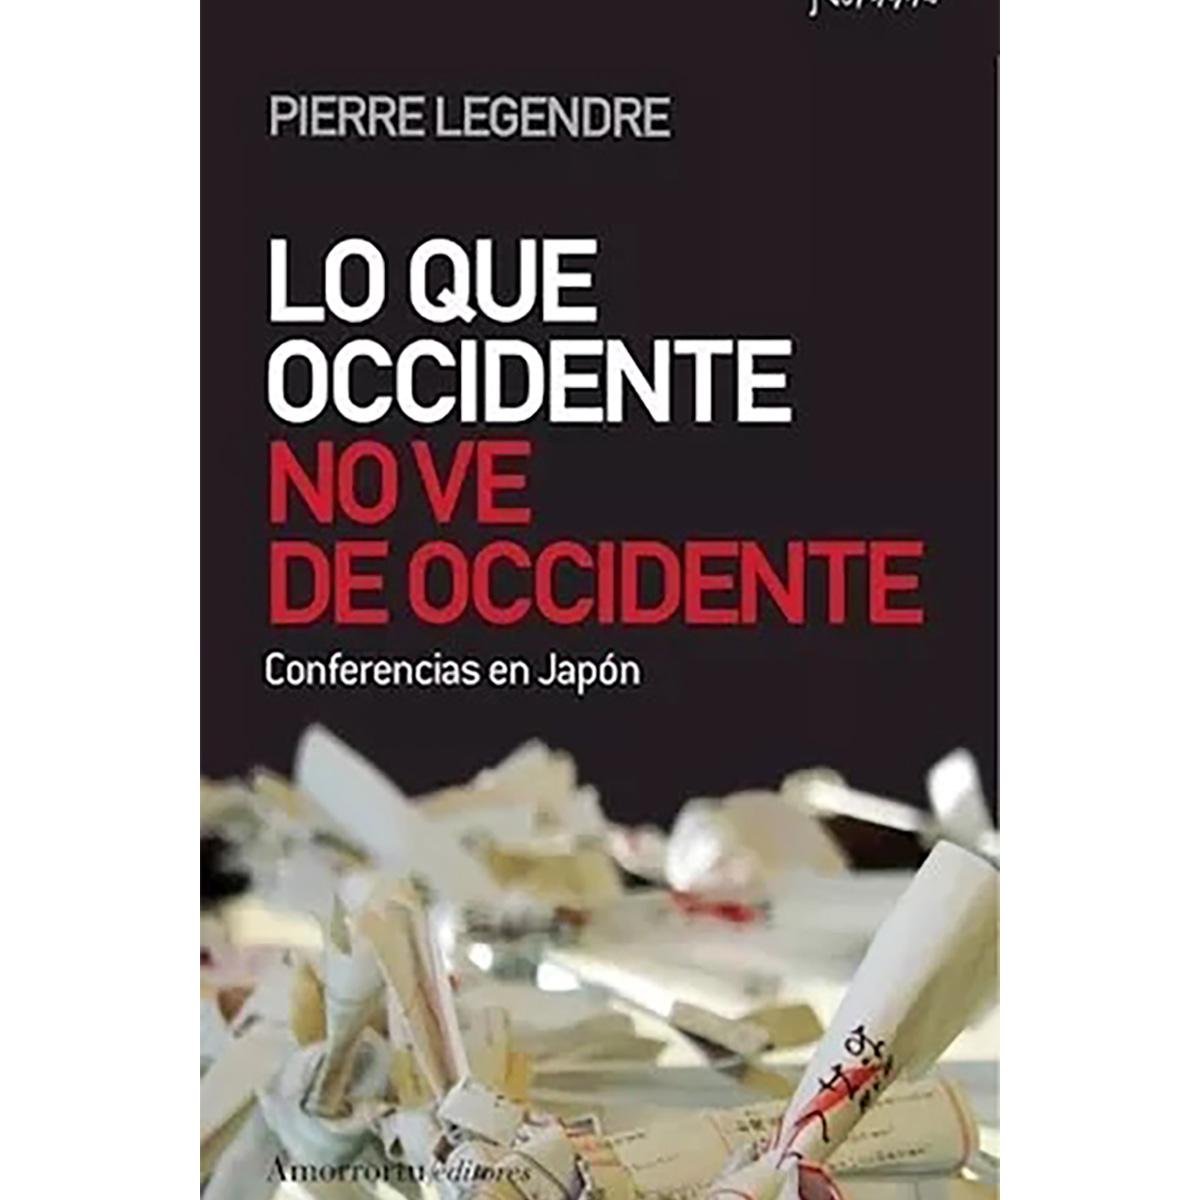 PIERRE LEGENDRE
LO QUE
OCCIDENTE
NO VE
DE OCCIDENTE
Conferencias en Japón
Amorrortu/editores